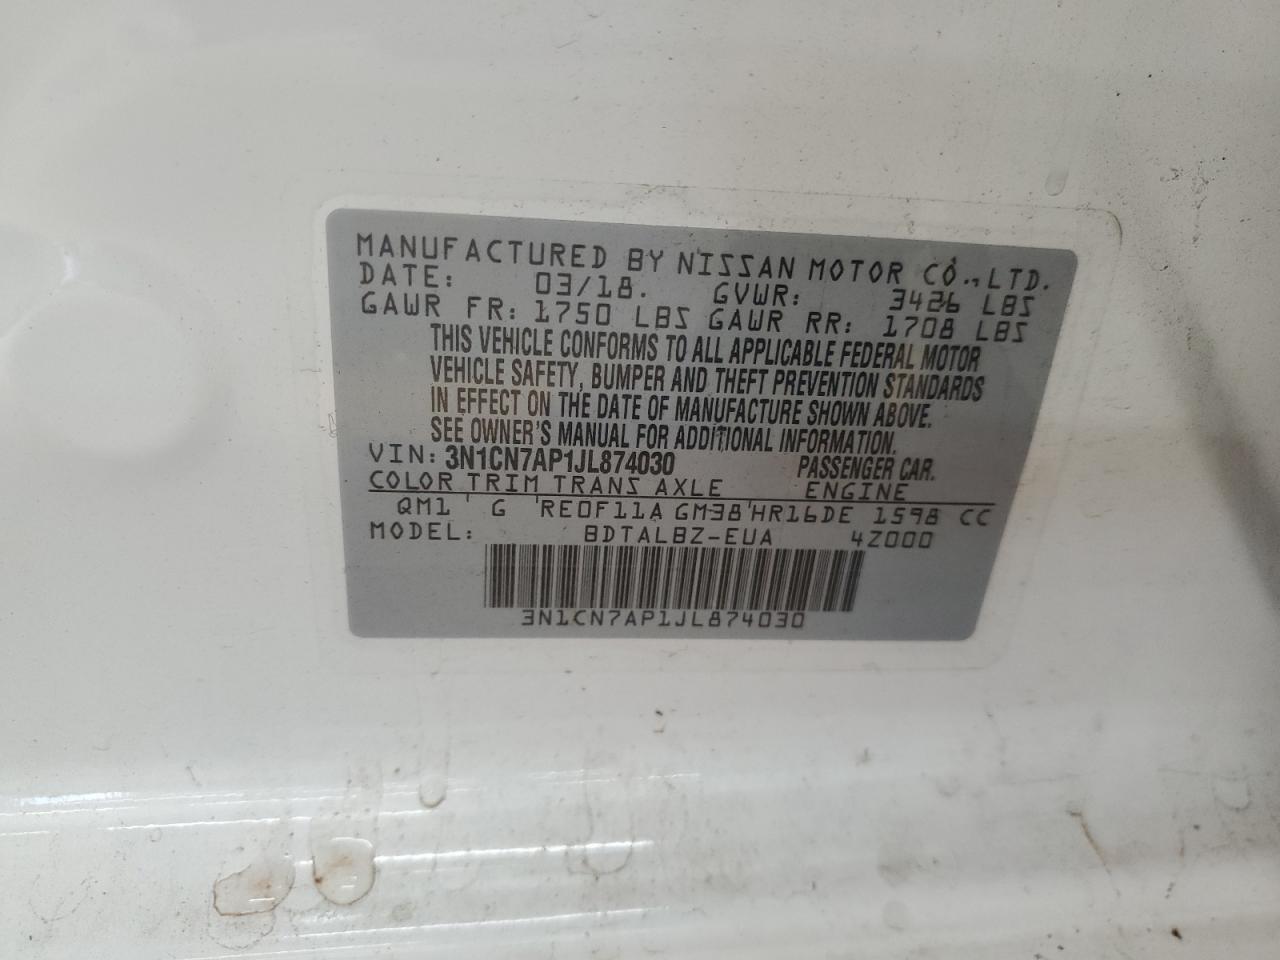 MANUFACTURED BY NISSAN MOTOR CO., LTD.
DATE: 03/18. GVWR: 3426 LBS
GAWR FR: 1750 LBS GAWR RR: 1708 LBS
THIS VEHICLE CONFORMS TO ALL APPLICABLE FEDERAL MOTOR
VEHICLE SAFETY, BUMPER AND THEFT PREVENTION STANDARDS
IN EFFECT ON THE DATE OF MANUFACTURE SHOWN ABOVE.
SEE OWNER'S MANUAL FOR ADDITIONAL INFORMATION.
VIN: 3N1CN7AP1JL874030 PASSENGER CAR.
COLOR TRIM TRANS AXLE ENGINE
QM1 ' G 'RE0F11A GM38'HR16DE 1598 CC
MODEL: BDTALBZ-EUA 4Z000
3N1CN7AP1JL874030